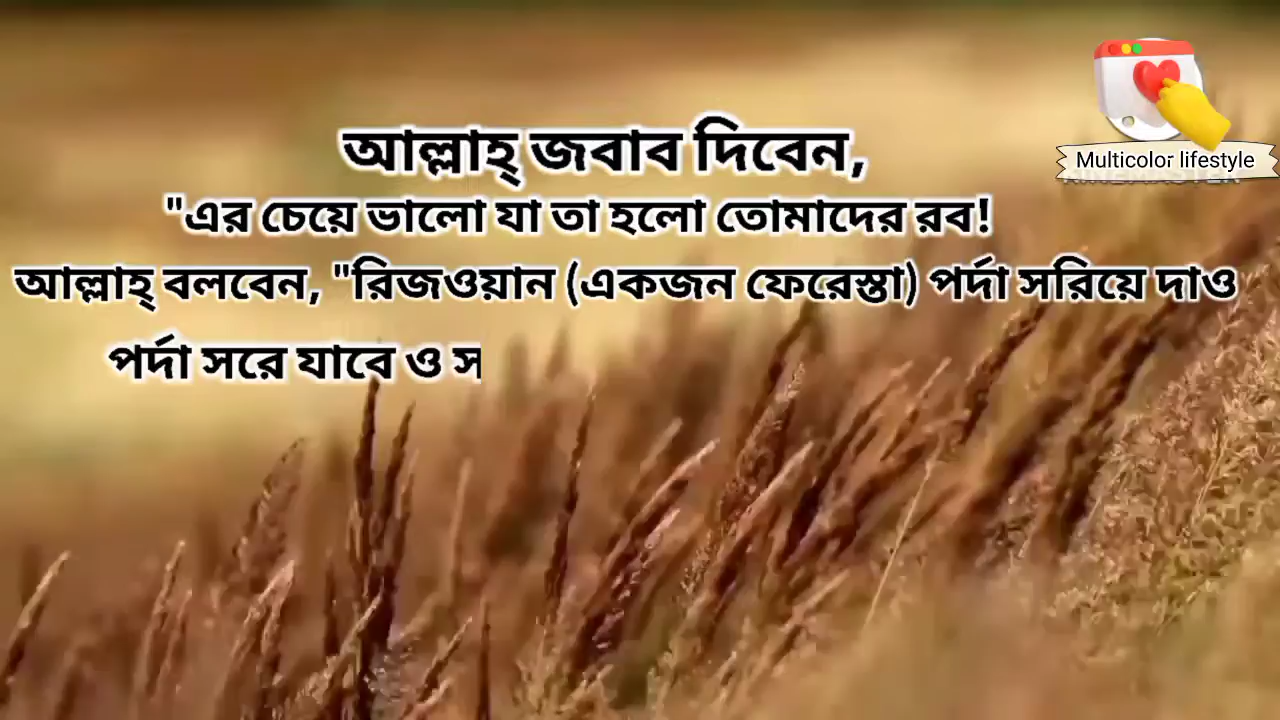 আল্লাহ্ জবাব দিবেন,
"এর চেয়ে ভালো যা তা হলো তোমাদের রব!
আল্লাহ্ বলবেন, "রিজওয়ান (একজন ফেরেস্তা) পর্দা সরিয়ে দাও
পর্দা সরে যাবে ও স
Multicolor lifestyle